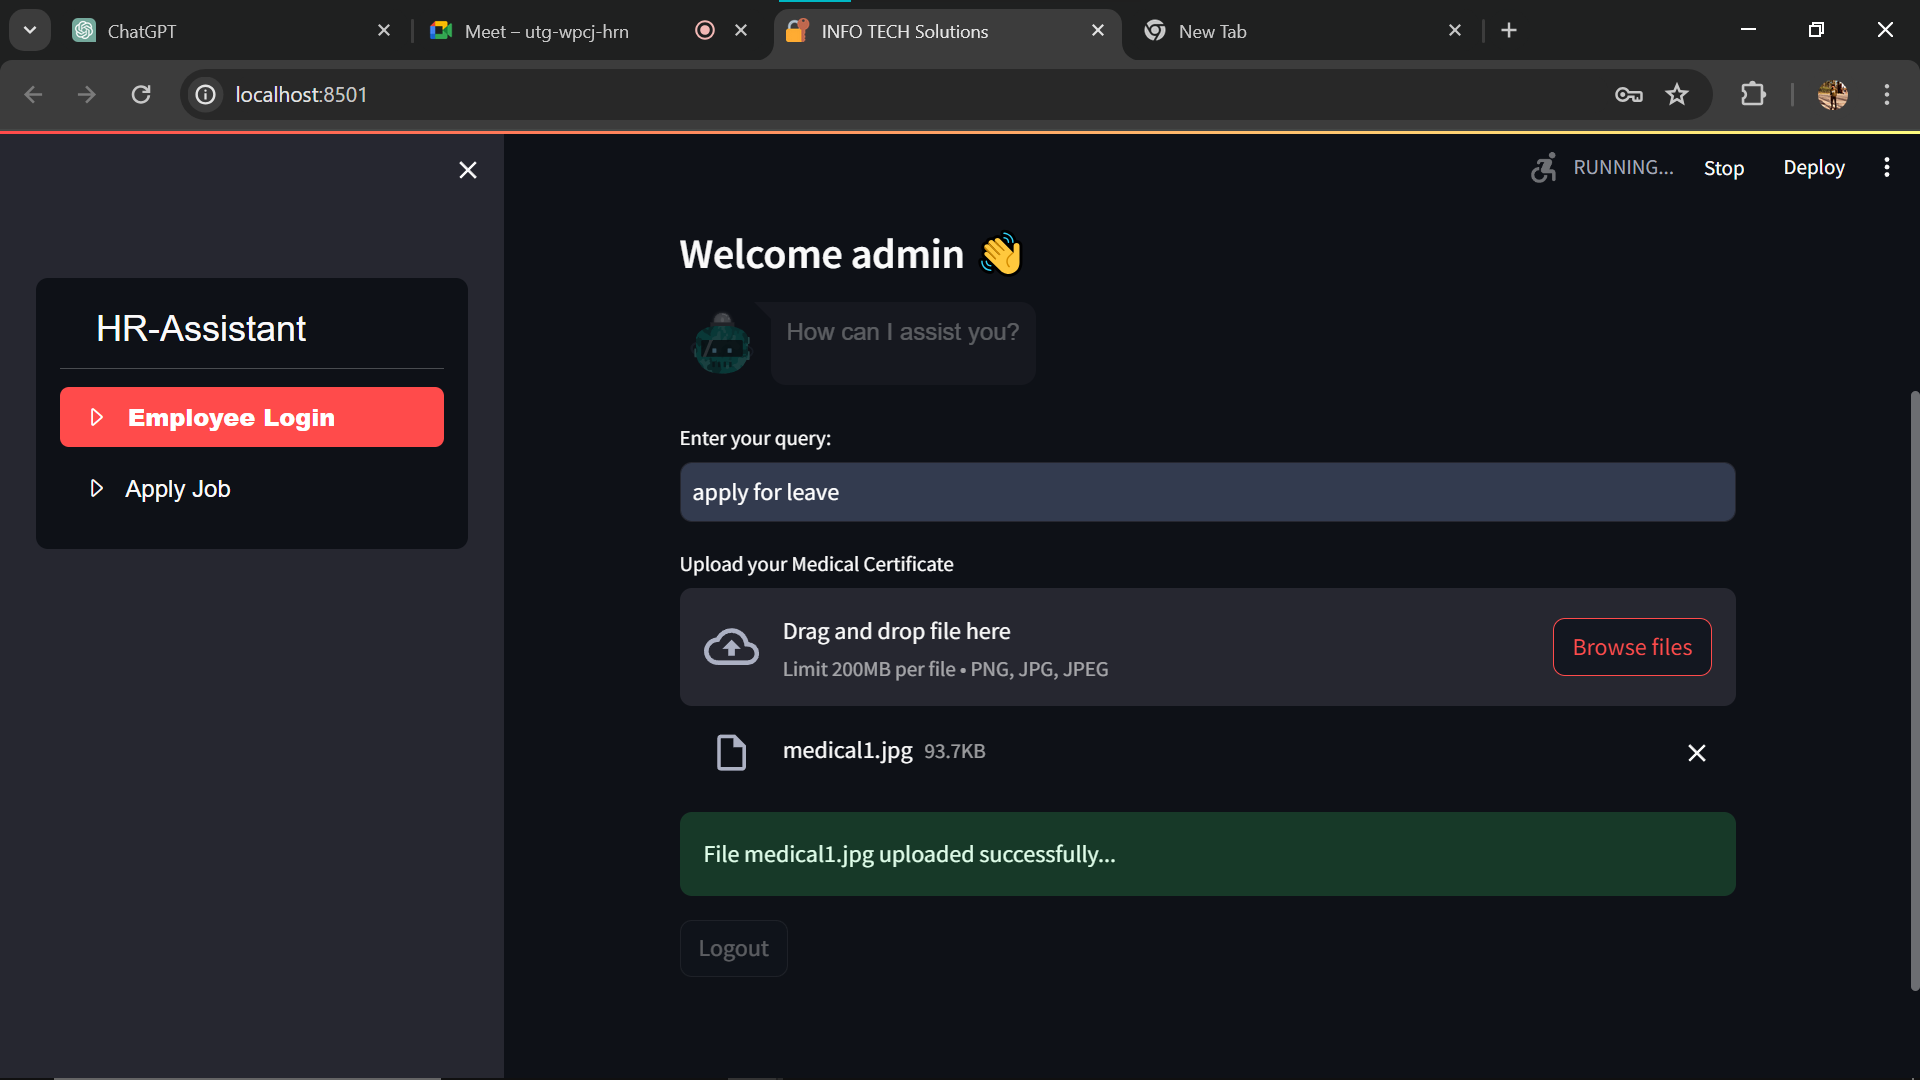 ChatGPT
Meet – utg-wpcj-hrn
INFO TECH Solutions
New Tab
localhost:8501
RUNNING...
Stop
Deploy
HR-Assistant
Employee Login
Apply Job
Welcome admin 👋
How can I assist you?
Enter your query:
apply for leave
Upload your Medical Certificate
Drag and drop file here
Limit 200MB per file • PNG, JPG, JPEG
Browse files
medical1.jpg 93.7KB
File medical1.jpg uploaded successfully...
Logout